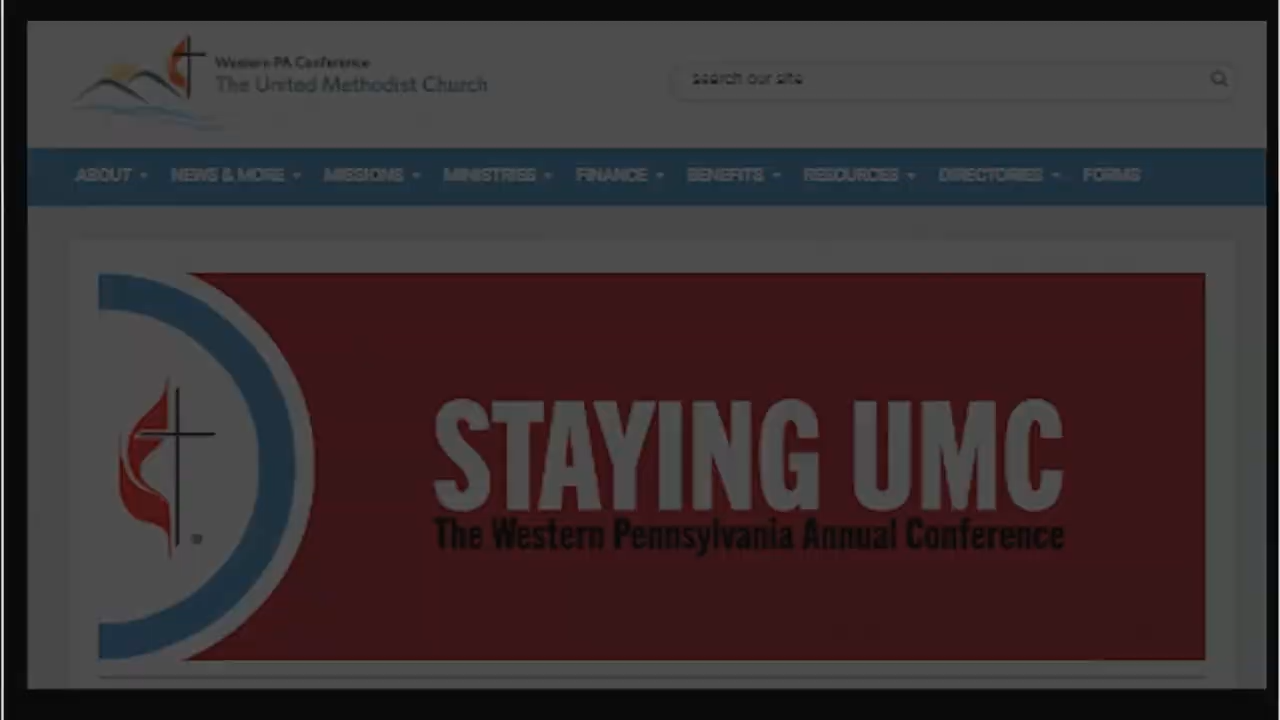 Western PA Conference
The United Methodist Church
search our site
ABOUT NEWS & MORE MISSIONS MINISTRIES FINANCE BENEFITS RESOURCES DIRECTORIES FORMS
STAYING UMC
The Western Pennsylvania Annual Conference